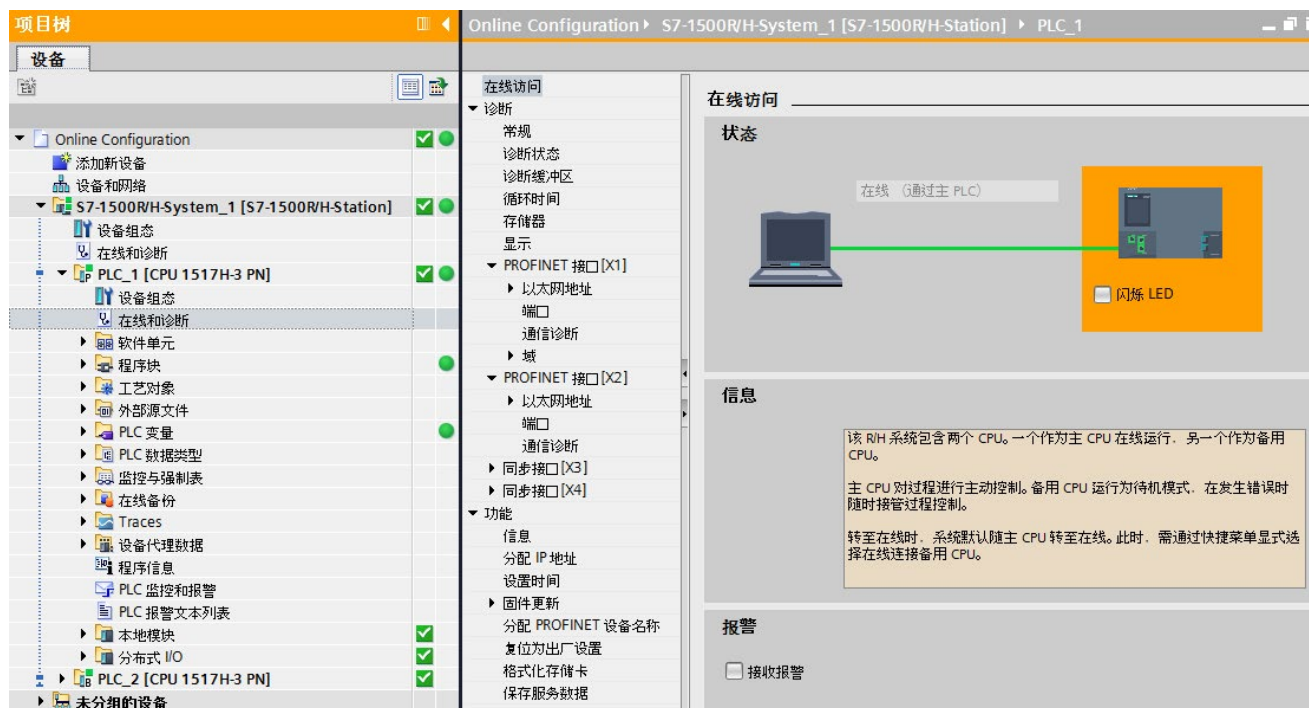 项目树
设备
Online Configuration
添加新设备
设备和网络
S7-1500R/H-System_1 [S7-1500R/H-Station]
设备组态
在线和诊断
PLC_1 [CPU 1517H-3 PN]
设备组态
在线和诊断
软件单元
程序块
工艺对象
外部源文件
PLC 变量
PLC 数据类型
监控与强制表
在线备份
Traces
设备代理数据
程序信息
PLC 监控和报警
PLC 报警文本列表
本地模块
分布式 I/O
PLC_2 [CPU 1517H-3 PN]
未分组的设备
Online Configuration ▸ S7-1500R/H-System_1 [S7-1500R/H-Station] ▸ PLC_1
在线访问
诊断
常规
诊断状态
诊断缓冲区
循环时间
存储器
显示
PROFINET 接口[X1]
以太网地址
端口
通信诊断
域
PROFINET 接口[X2]
以太网地址
端口
通信诊断
同步接口[X3]
同步接口[X4]
功能
信息
分配 IP 地址
设置时间
固件更新
分配 PROFINET 设备名称
复位为出厂设置
格式化存储卡
保存服务数据
在线访问
状态
在线 （通过主 PLC）
闪烁 LED
信息
该 R/H 系统包含两个 CPU。一个作为主 CPU 在线运行．另一个作为备用
CPU。
主 CPU 对过程进行主动控制。备用 CPU 运行为待机模式．在发生错误时
随时接管过程控制。
转至在线时．系统默认随主 CPU 转至在线。此时．需通过快捷菜单显式选
择在线连接备用 CPU。
报警
接收报警